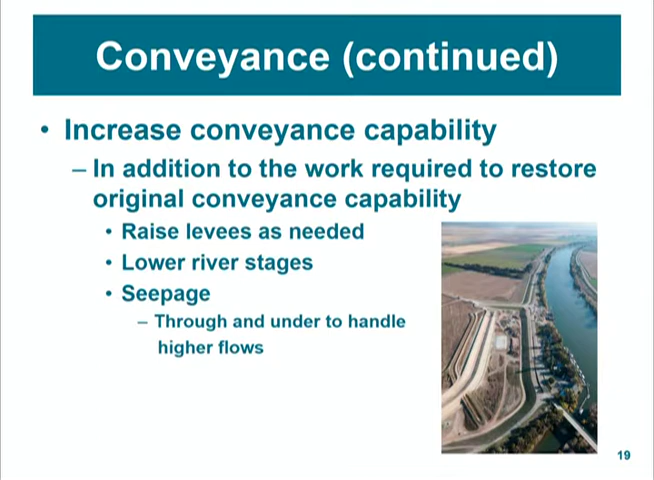 Conveyance (continued)
• Increase conveyance capability
– In addition to the work required to restore
original conveyance capability
• Raise levees as needed
• Lower river stages
• Seepage
– Through and under to handle
higher flows
19